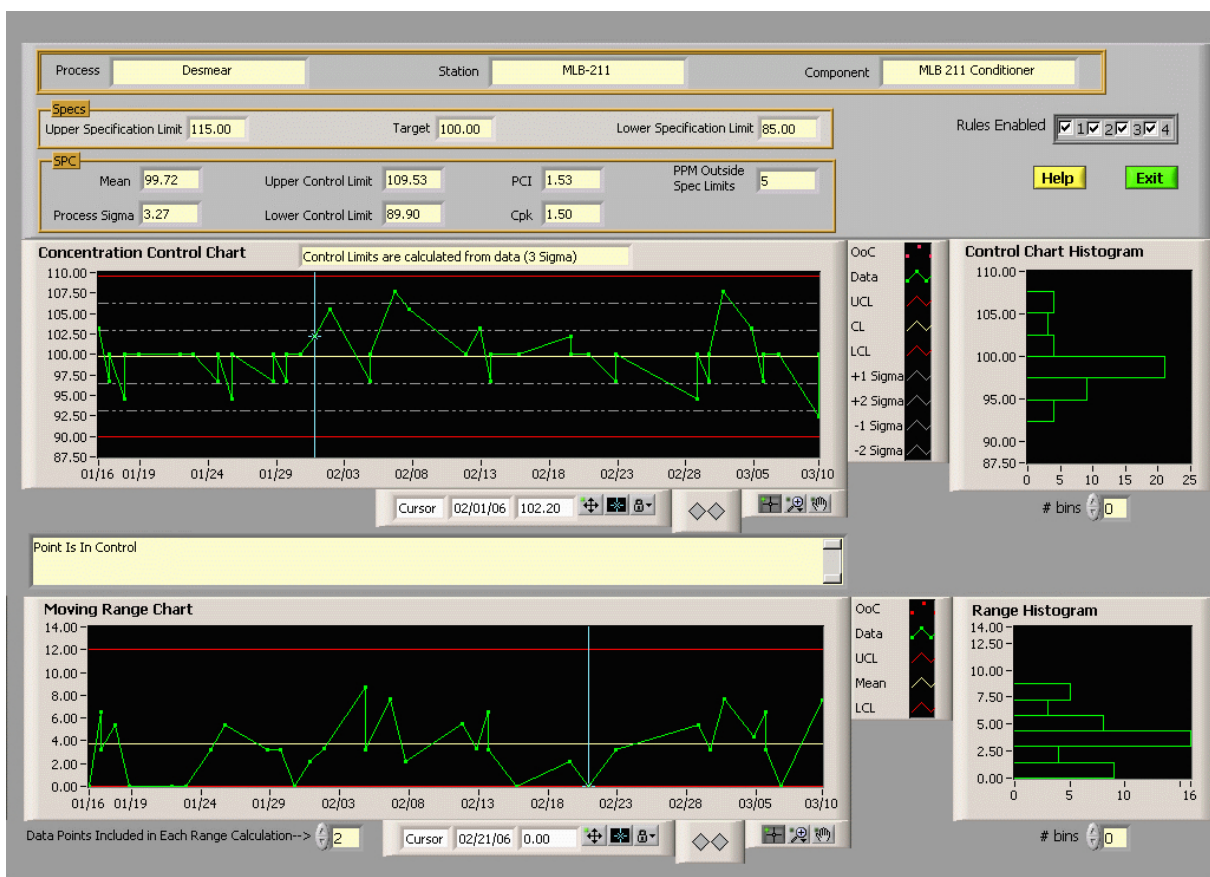 Process Desmear Station MLB-211 Component MLB 211 Conditioner
Specs
Upper Specification Limit 115.00 Target 100.00 Lower Specification Limit 85.00
Rules Enabled 1 2 3 4
SPC
Mean 99.72 Upper Control Limit 109.53 PCI 1.53 PPM Outside Spec Limits 5
Process Sigma 3.27 Lower Control Limit 89.90 Cpk 1.50
Help Exit
Concentration Control Chart
Control Limits are calculated from data (3 Sigma)
110.00
107.50
105.00
102.50
100.00
97.50
95.00
92.50
90.00
87.50
01/16 01/19 01/24 01/29 02/03 02/08 02/13 02/18 02/23 02/28 03/05 03/10
OoC
Data
UCL
CL
LCL
+1 Sigma
+2 Sigma
-1 Sigma
-2 Sigma
Control Chart Histogram
110.00
105.00
100.00
95.00
90.00
87.50
0 5 10 15 20 25
Cursor 02/01/06 102.20
# bins 0
Point Is In Control
Moving Range Chart
14.00
12.00
10.00
8.00
6.00
4.00
2.00
0.00
01/16 01/19 01/24 01/29 02/03 02/08 02/13 02/18 02/23 02/28 03/05 03/10
OoC
Data
UCL
Mean
LCL
Range Histogram
14.00
12.50
10.00
7.50
5.00
2.50
0.00
0 5 10 16
Data Points Included in Each Range Calculation--> 2
Cursor 02/21/06 0.00
# bins 0